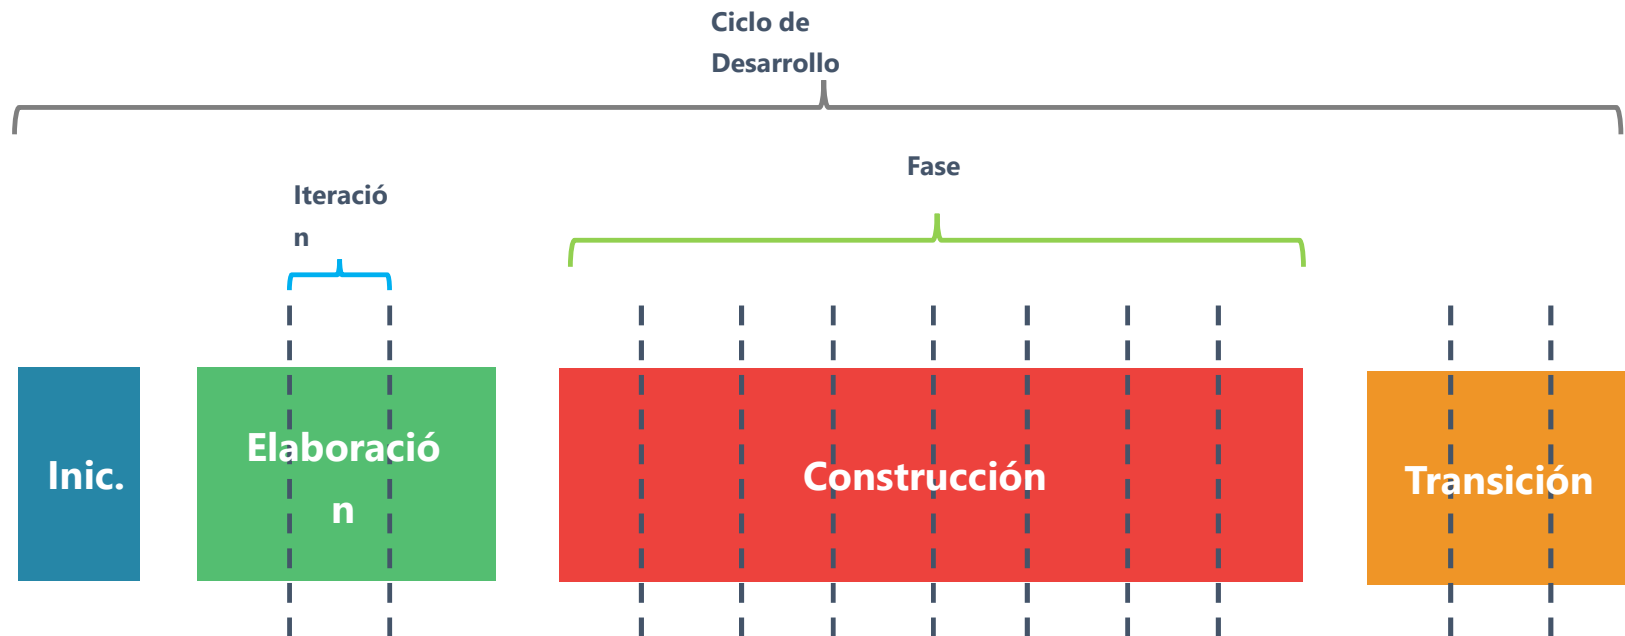 Ciclo de
Desarrollo
Fase
Iteració
n
Inic.
Elaboració
n
Construcción
Transición